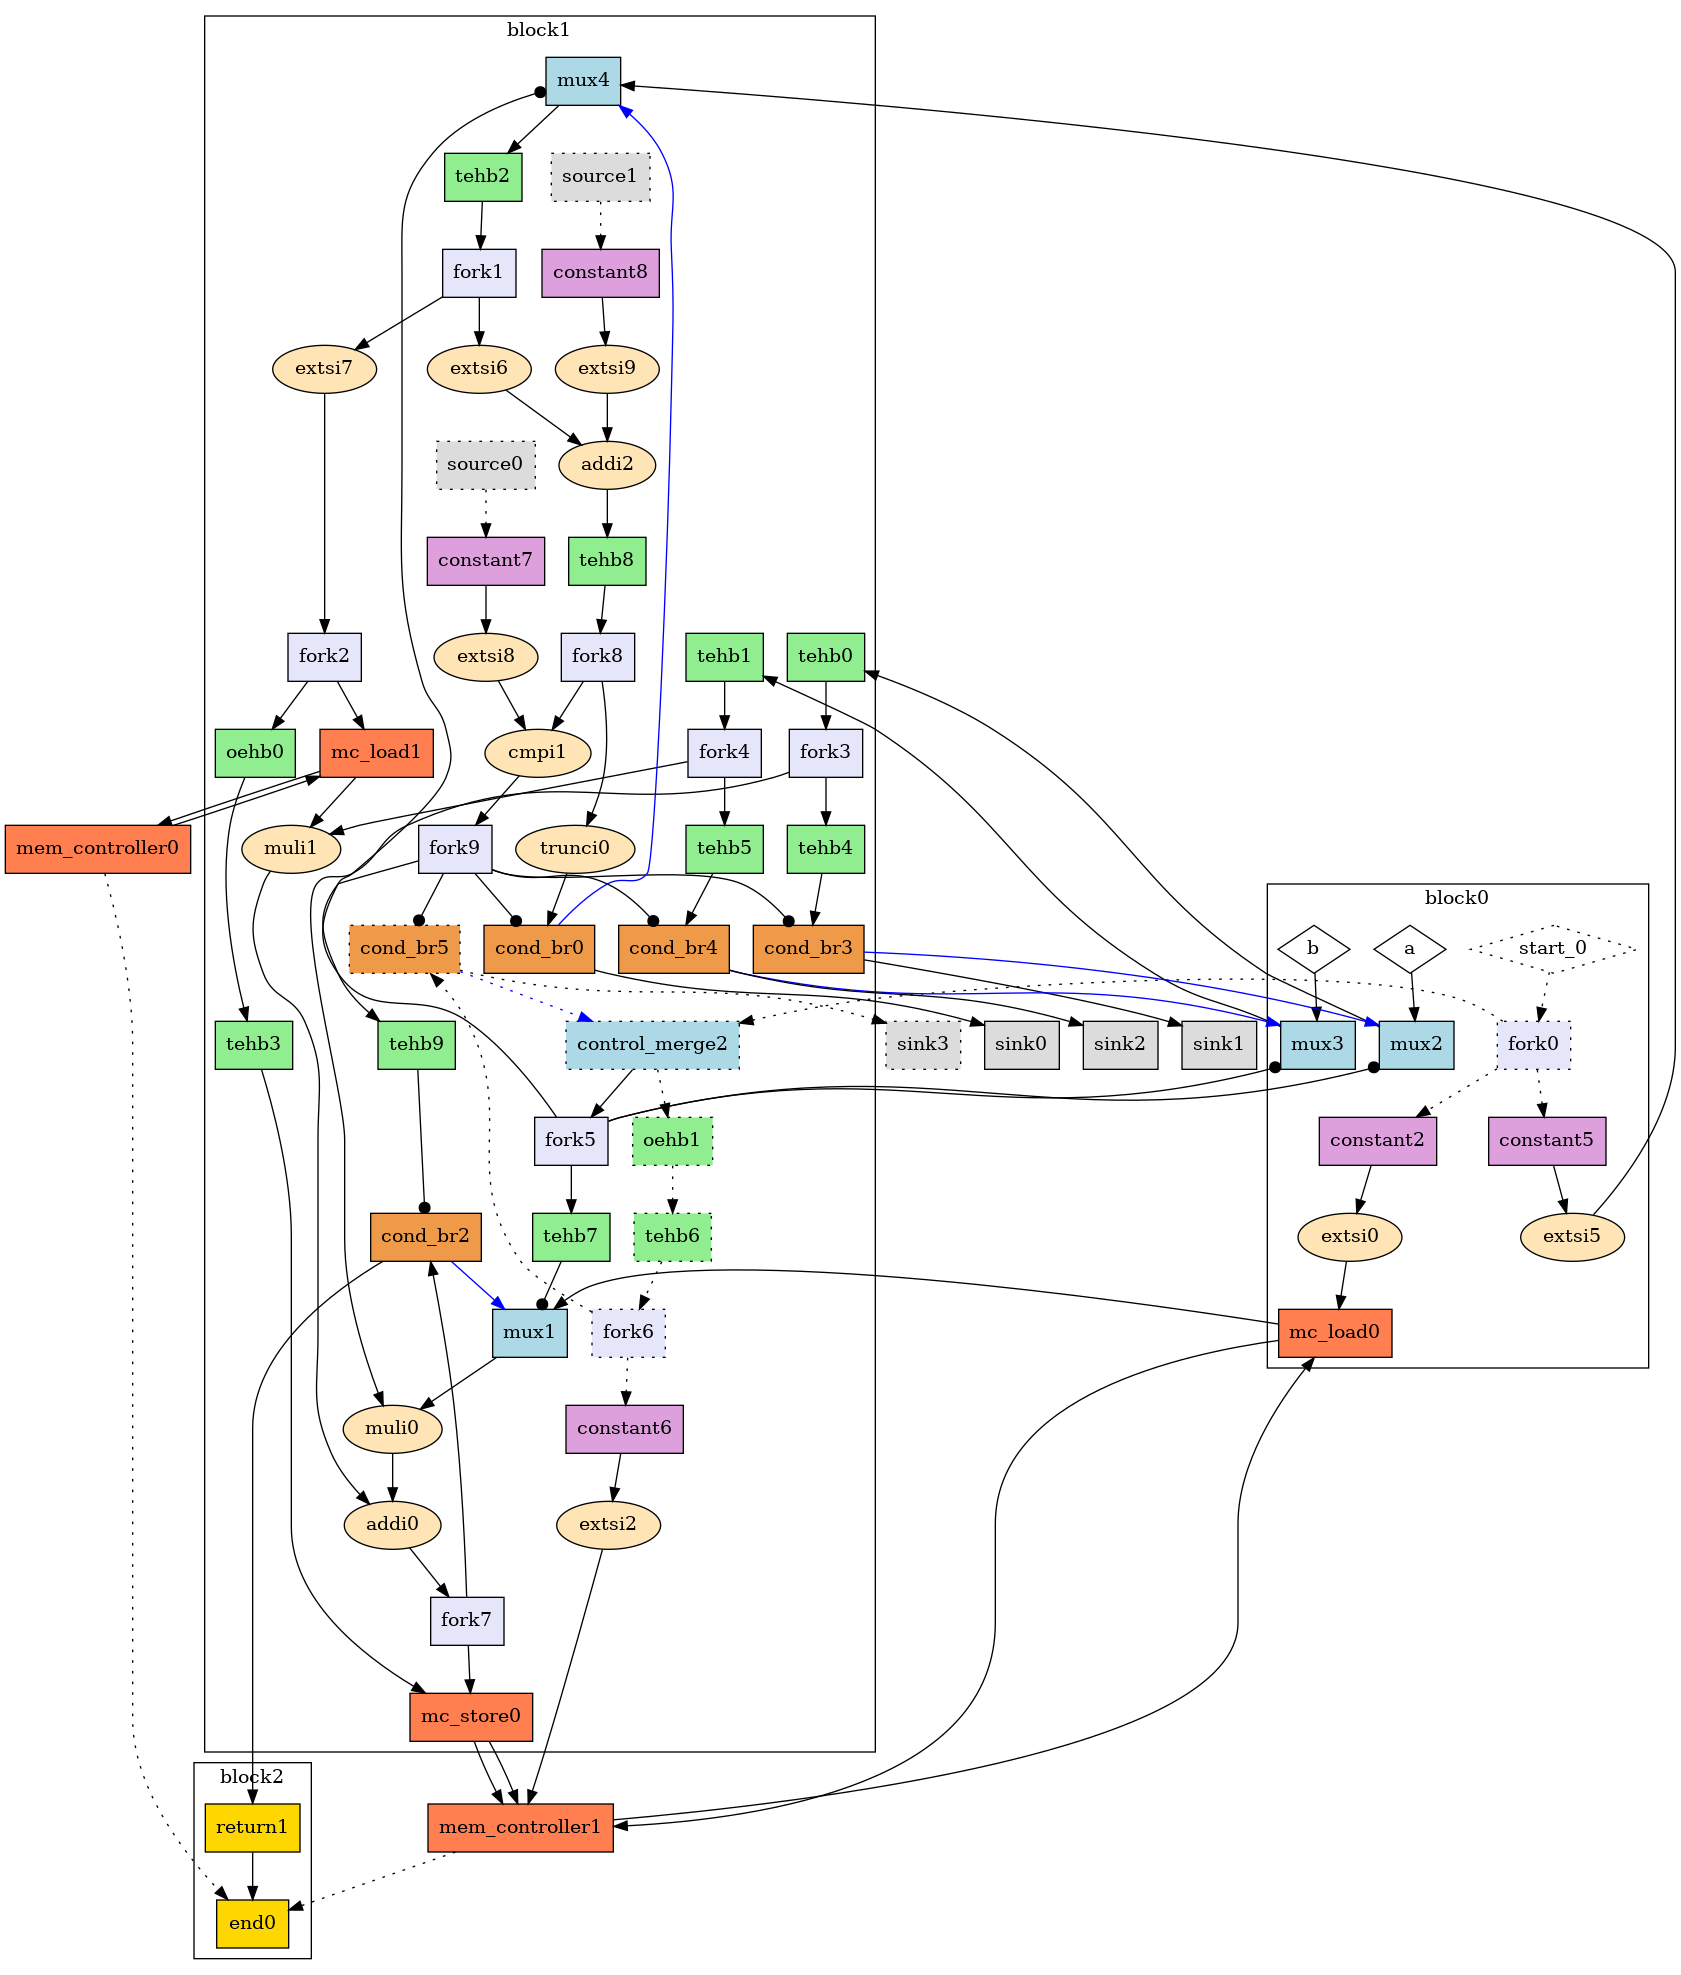 block1
mux4
tehb2
source1
fork1
constant8
extsi7
extsi6
extsi9
source0
addi2
constant7
tehb8
fork2
extsi8
fork8
tehb1
tehb0
oehb0
mc_load1
cmpi1
fork4
fork3
mem_controller0
muli1
fork9
trunci0
tehb5
tehb4
block0
cond_br5
cond_br0
cond_br4
cond_br3
b
a
start_0
tehb3
tehb9
control_merge2
sink3
sink0
sink2
sink1
mux3
mux2
fork0
fork5
oehb1
constant2
constant5
cond_br2
tehb7
tehb6
extsi0
extsi5
mux1
fork6
mc_load0
muli0
constant6
addi0
extsi2
fork7
mc_store0
block2
return1
mem_controller1
end0